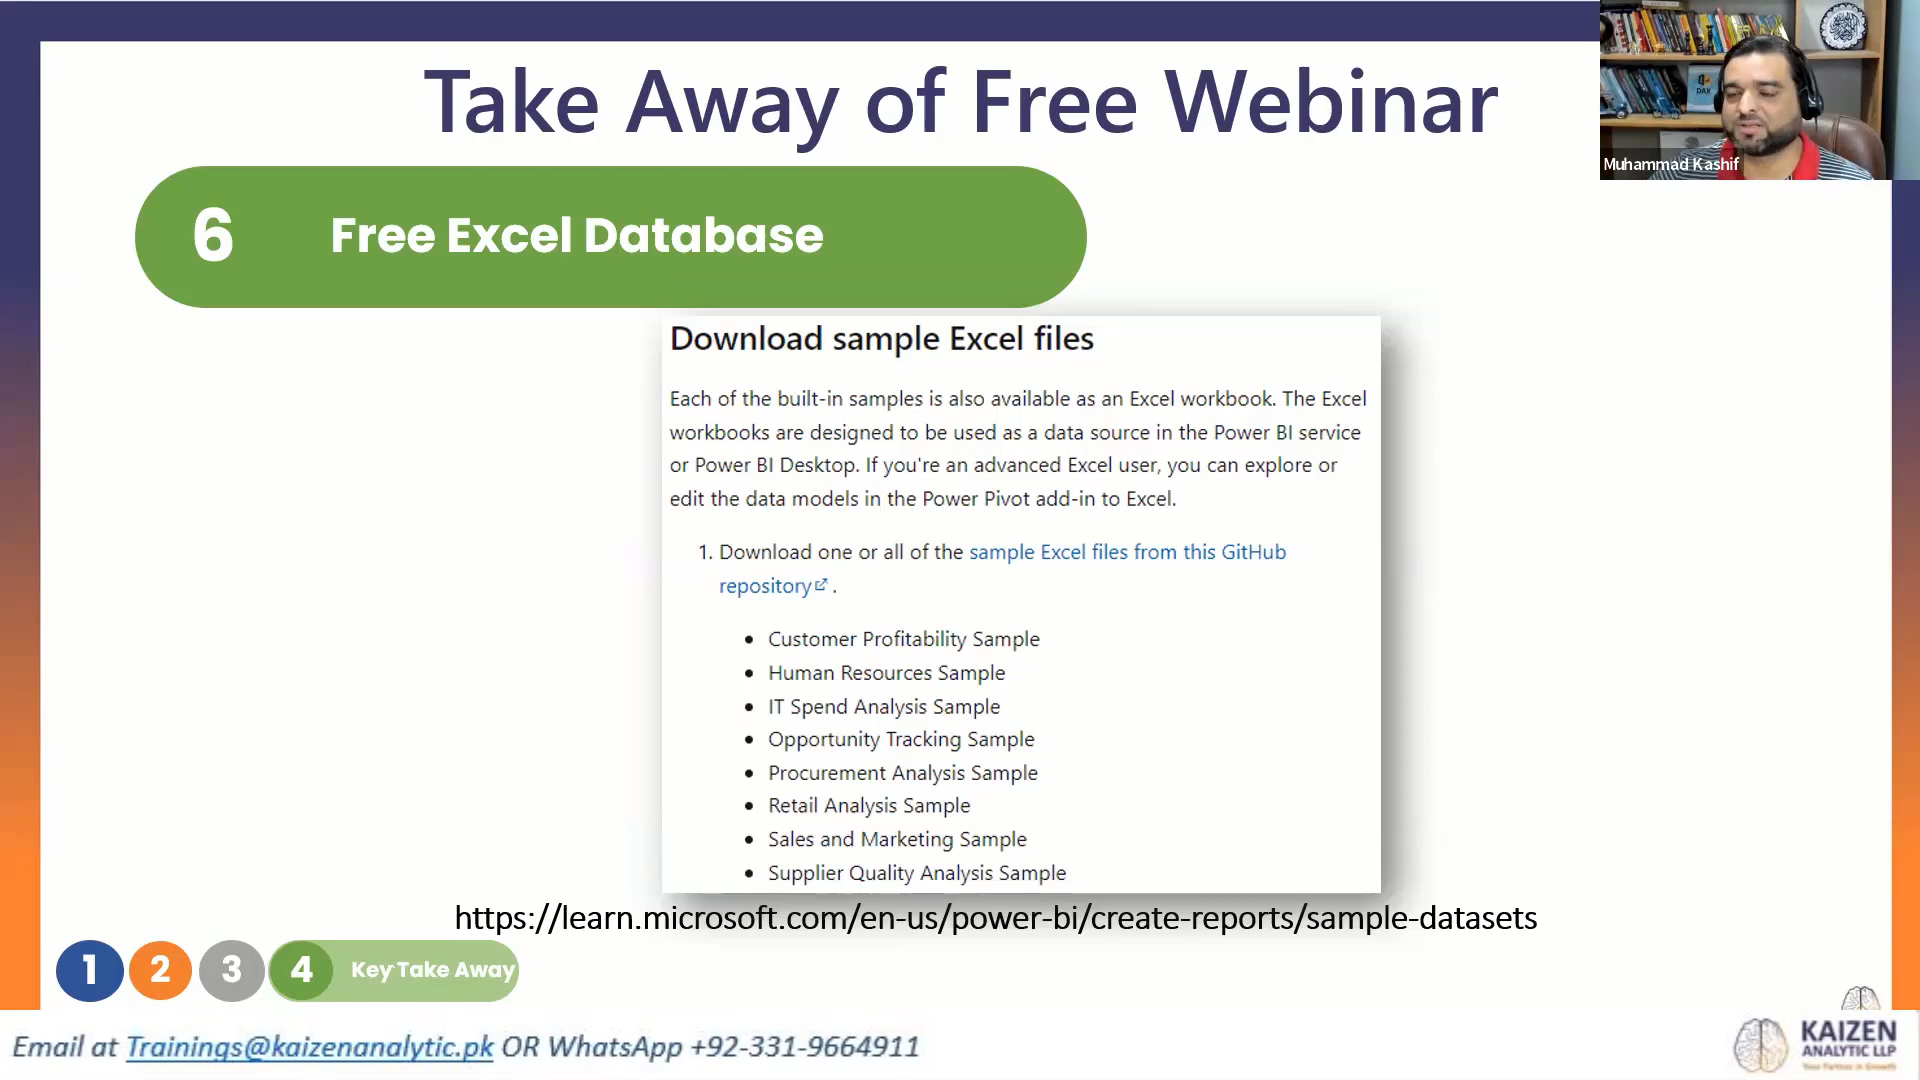 Take Away of Free Webinar
DAX
Muhammad Kashif
6 Free Excel Database
Download sample Excel files
Each of the built-in samples is also available as an Excel workbook. The Excel
workbooks are designed to be used as a data source in the Power BI service
or Power BI Desktop. If you're an advanced Excel user, you can explore or
edit the data models in the Power Pivot add-in to Excel.
1. Download one or all of the sample Excel files from this GitHub
repository .
• Customer Profitability Sample
• Human Resources Sample
• IT Spend Analysis Sample
• Opportunity Tracking Sample
• Procurement Analysis Sample
• Retail Analysis Sample
• Sales and Marketing Sample
• Supplier Quality Analysis Sample
https://learn.microsoft.com/en-us/power-bi/create-reports/sample-datasets
1 2 3 4 Key Take Away
Email at Trainings@kaizenanalytic.pk OR WhatsApp +92-331-9664911
KAIZEN
ANALYTIC LLP
Your Partner in Growth